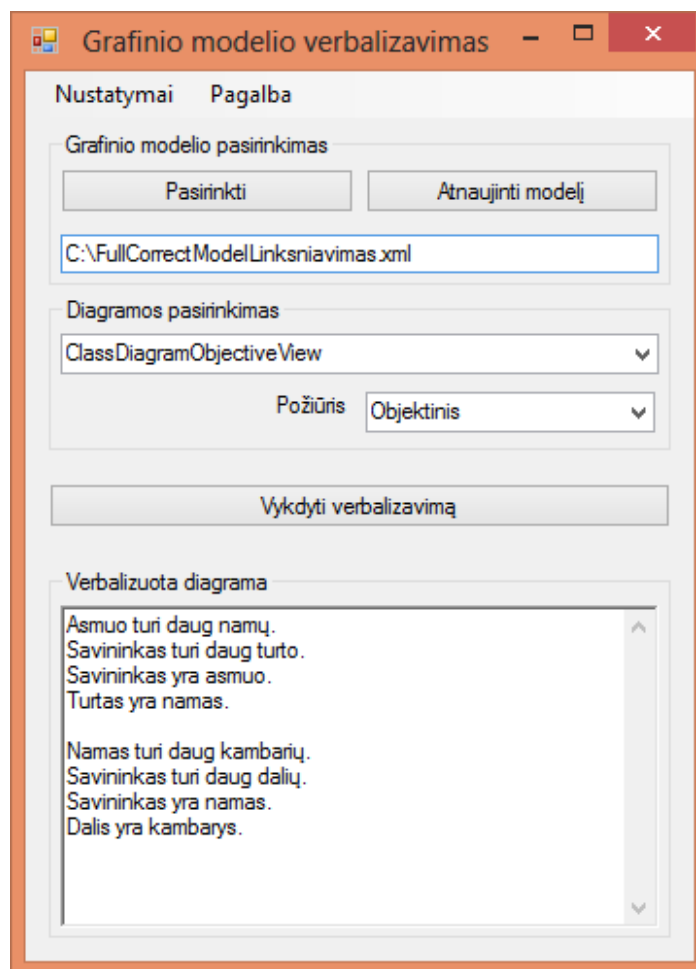 Grafinio modelio verbalizavimas
Nustatymai Pagalba
Grafinio modelio pasirinkimas
Pasirinkti Atnaujinti modelį
C:\FullCorrectModelLinksniavimas.xml
Diagramos pasirinkimas
ClassDiagramObjectiveView
Požiūris Objektinis
Vykdyti verbalizavimą
Verbalizuota diagrama
Asmuo turi daug namų.
Savininkas turi daug turto.
Savininkas yra asmuo.
Turtas yra namas.
Namas turi daug kambarių.
Savininkas turi daug dalių.
Savininkas yra namas.
Dalis yra kambarys.